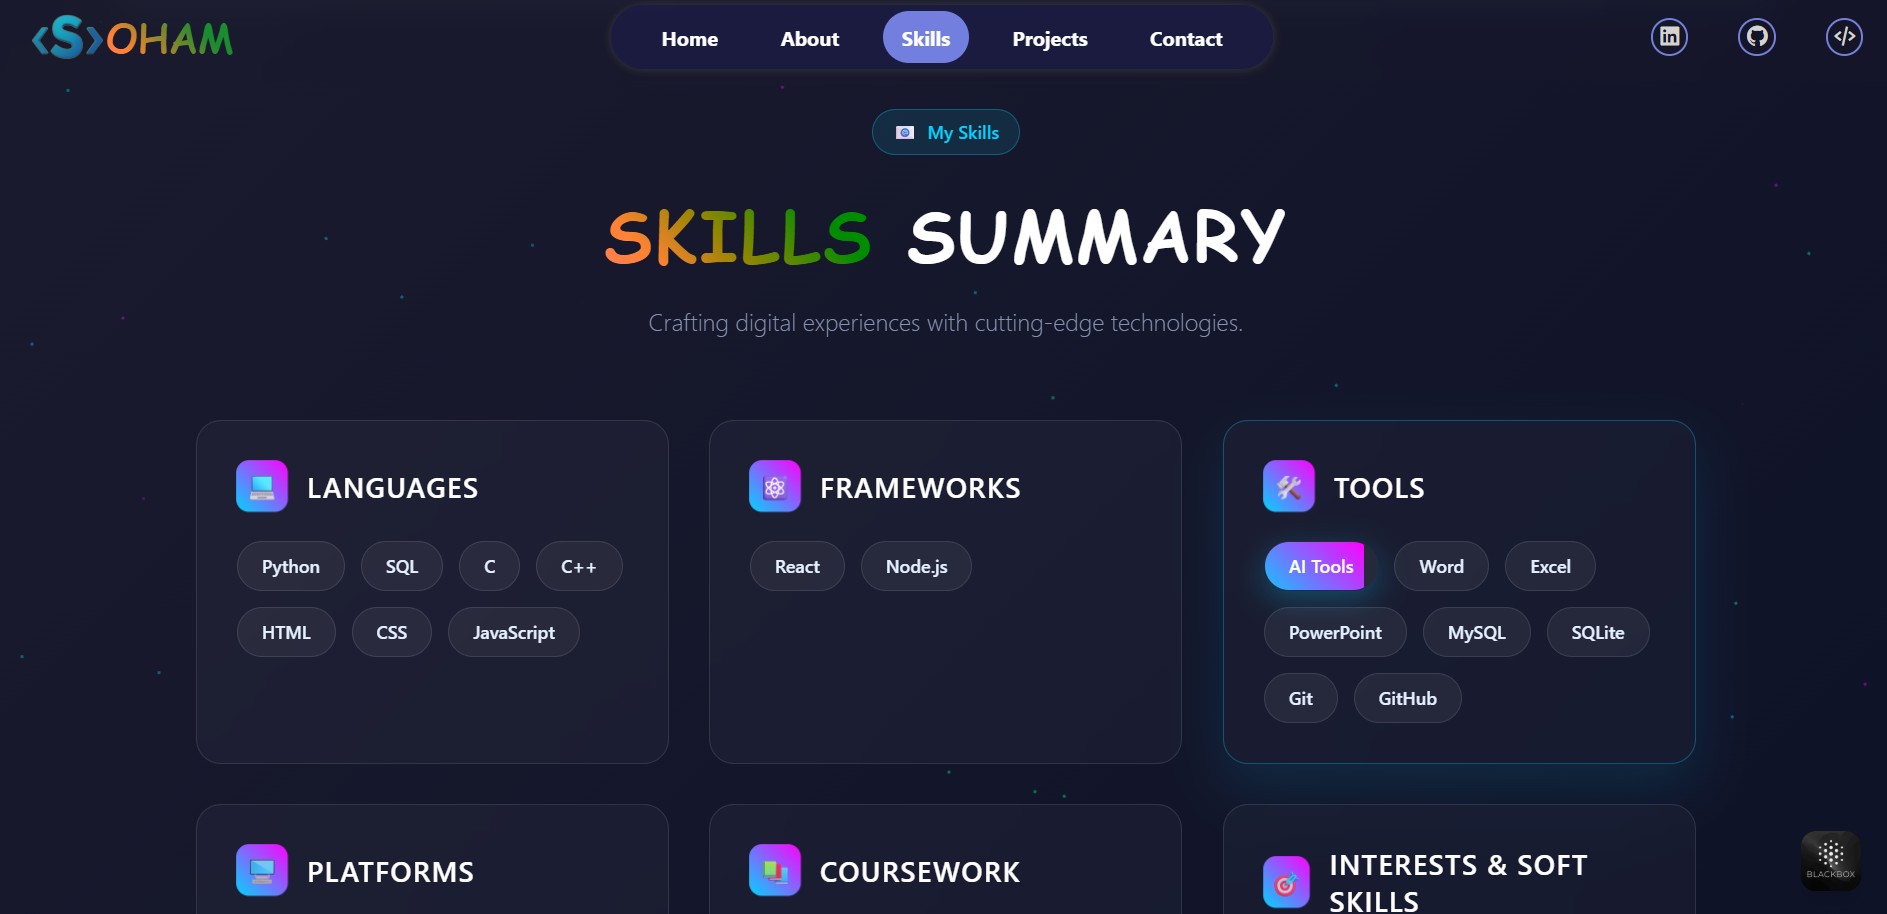 <S>OHAM
Home About Skills Projects Contact
My Skills
SKILLS SUMMARY
Crafting digital experiences with cutting-edge technologies.
LANGUAGES
Python SQL C C++
HTML CSS JavaScript
FRAMEWORKS
React Node.js
TOOLS
AI Tools Word Excel
PowerPoint MySQL SQLite
Git GitHub
PLATFORMS
COURSEWORK
INTERESTS & SOFT
SKILLS
BLACKBOX